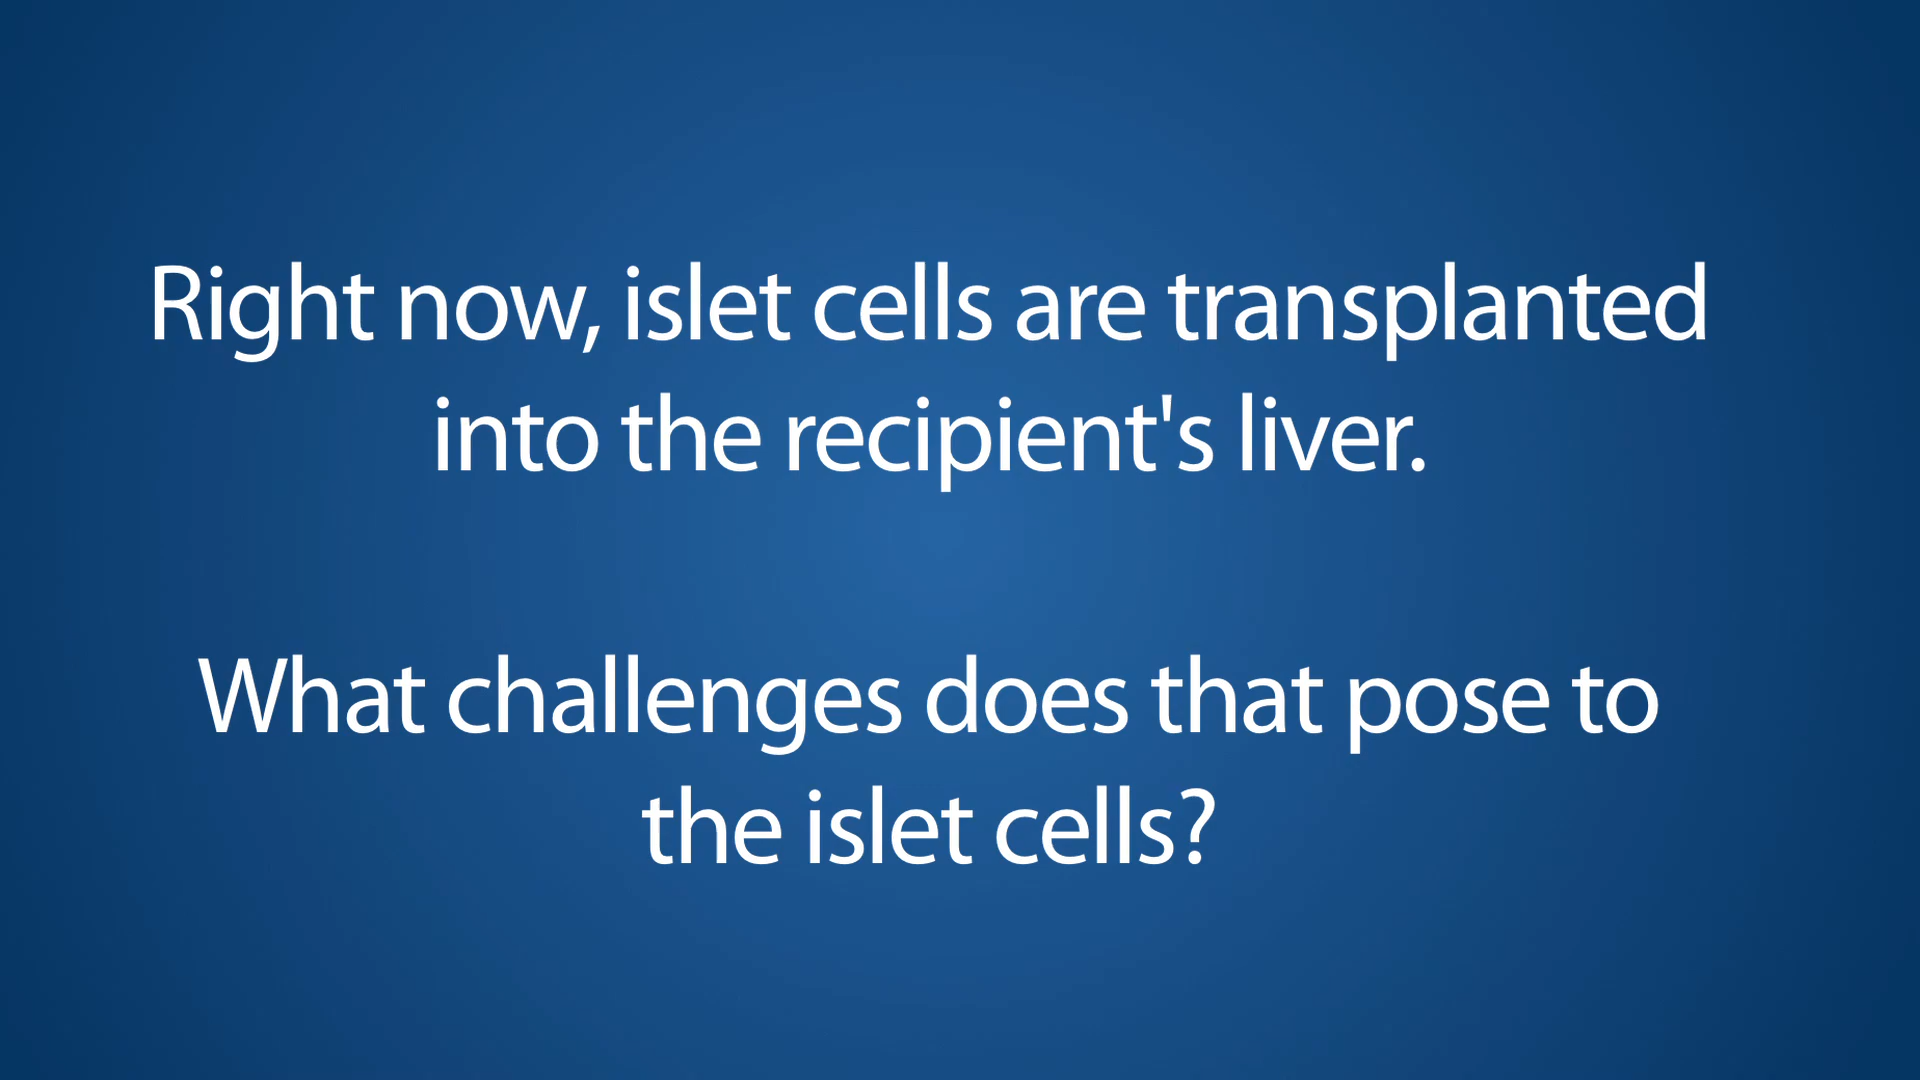 Right now, islet cells are transplanted
into the recipient's liver.
What challenges does that pose to
the islet cells?